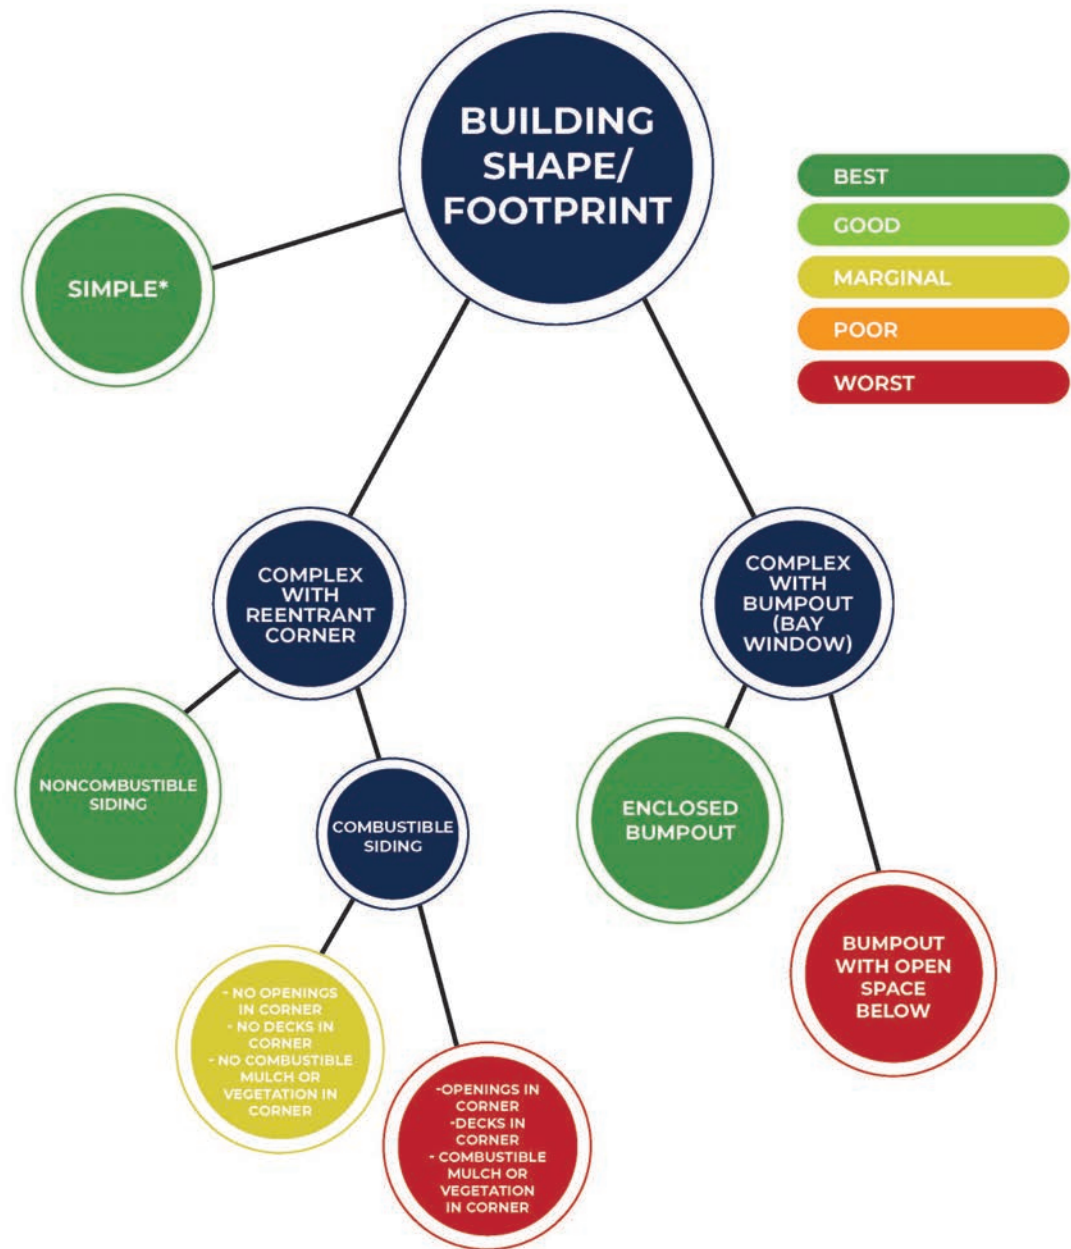 BUILDING
SHAPE/
FOOTPRINT
BEST
GOOD
MARGINAL
POOR
WORST
SIMPLE*
COMPLEX
WITH
REENTRANT
CORNER
COMPLEX
WITH
BUMPOUT
(BAY
WINDOW)
NONCOMBUSTIBLE
SIDING
COMBUSTIBLE
SIDING
ENCLOSED
BUMPOUT
BUMPOUT
WITH OPEN
SPACE
BELOW
- NO OPENINGS
IN CORNER
- NO DECKS IN
CORNER
- NO COMBUSTIBLE
MULCH OR
VEGETATION IN
CORNER
-OPENINGS IN
CORNER
-DECKS IN
CORNER
- COMBUSTIBLE
MULCH OR
VEGETATION
IN CORNER